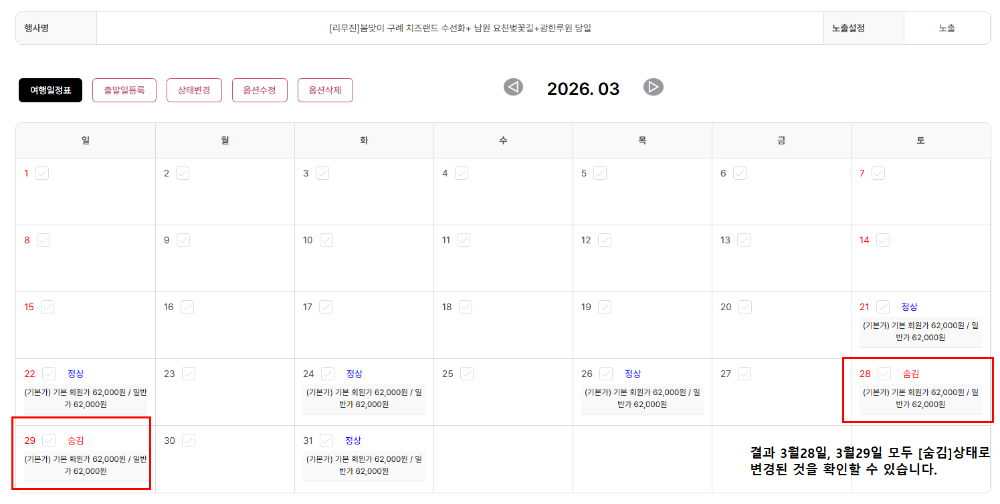 행사명 [리무진]봄맞이 구례 치즈랜드 수선화+ 남원 요천벚꽃길+광한루원 당일 노출설정 노출
여행일정표 출발일등록 상태변경 옵션수정 옵션삭제 2026. 03
일 월 화 수 목 금 토
1 2 3 4 5 6 7
8 9 10 11 12 13 14
15 16 17 18 19 20 21 정상
(기본가) 기본 회원가 62,000원 / 일
반가 62,000원
22 정상 23 24 정상 25 26 정상 27 28 숨김
(기본가) 기본 회원가 62,000원 / 일반 (기본가) 기본 회원가 62,000원 / 일 (기본가) 기본 회원가 62,000원 / 일 (기본가) 기본 회원가 62,000원 / 일
가 62,000원 반가 62,000원 반가 62,000원 반가 62,000원
29 숨김 30 31 정상
(기본가) 기본 회원가 62,000원 / 일반 (기본가) 기본 회원가 62,000원 / 일
가 62,000원 반가 62,000원
결과 3월28일, 3월29일 모두 [숨김]상태로
변경된 것을 확인할 수 있습니다.